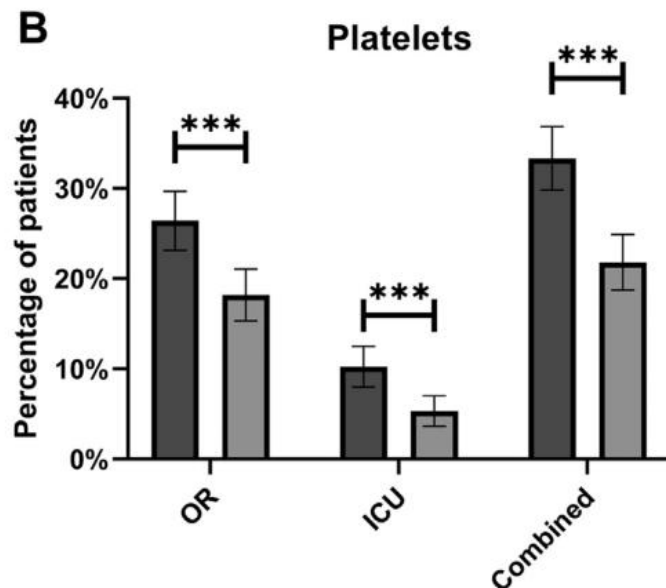 B
Platelets
Percentage of patients
40%
30%
20%
10%
0%
***
***
***
OR
ICU
Combined